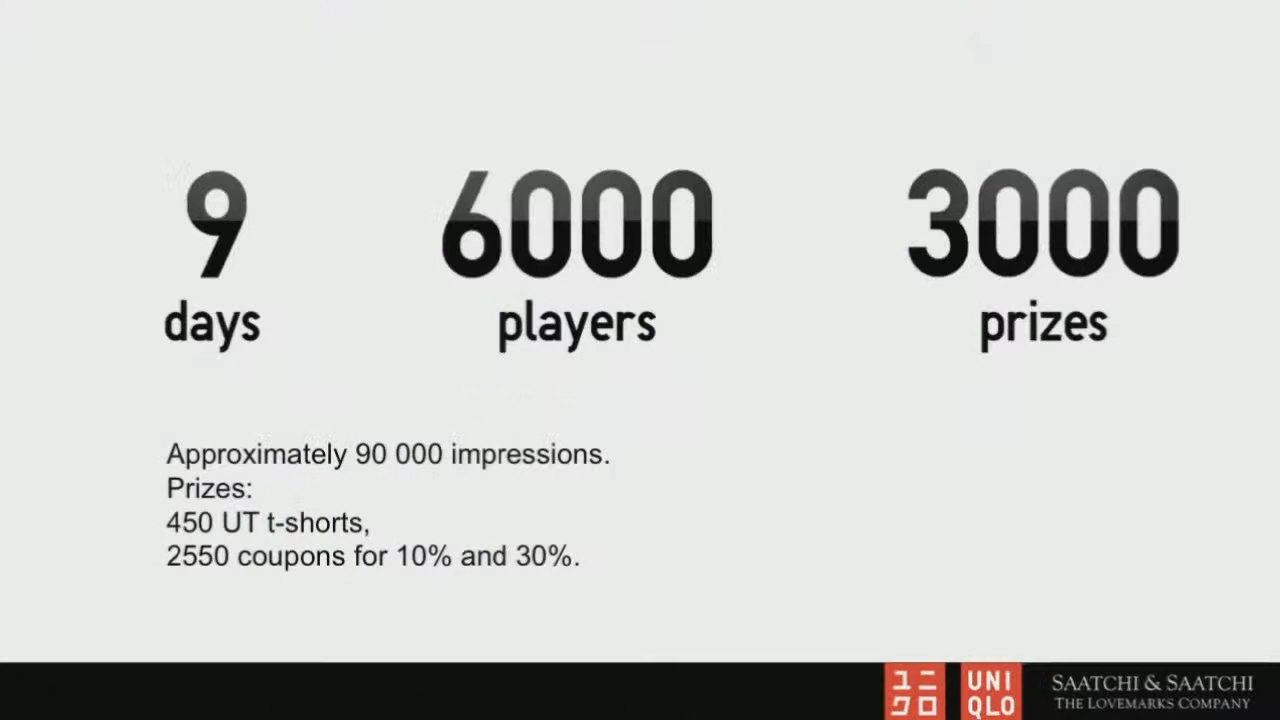 9 6000 3000
days players prizes
Approximately 90 000 impressions.
Prizes:
450 UT t-shorts,
2550 coupons for 10% and 30%.
ユニ
クロ
UNI
QLO
SAATCHI & SAATCHI
THE LOVEMARKS COMPANY